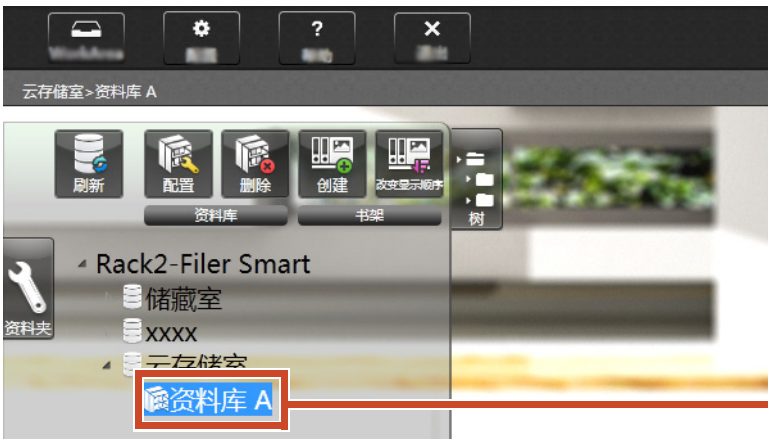 云存储室>资料库 A
刷新
配置
删除
创建
改变显示顺序
资料库
书架
树
资料夹
Rack2-Filer Smart
储藏室
xxxx
云存储室
资料库 A